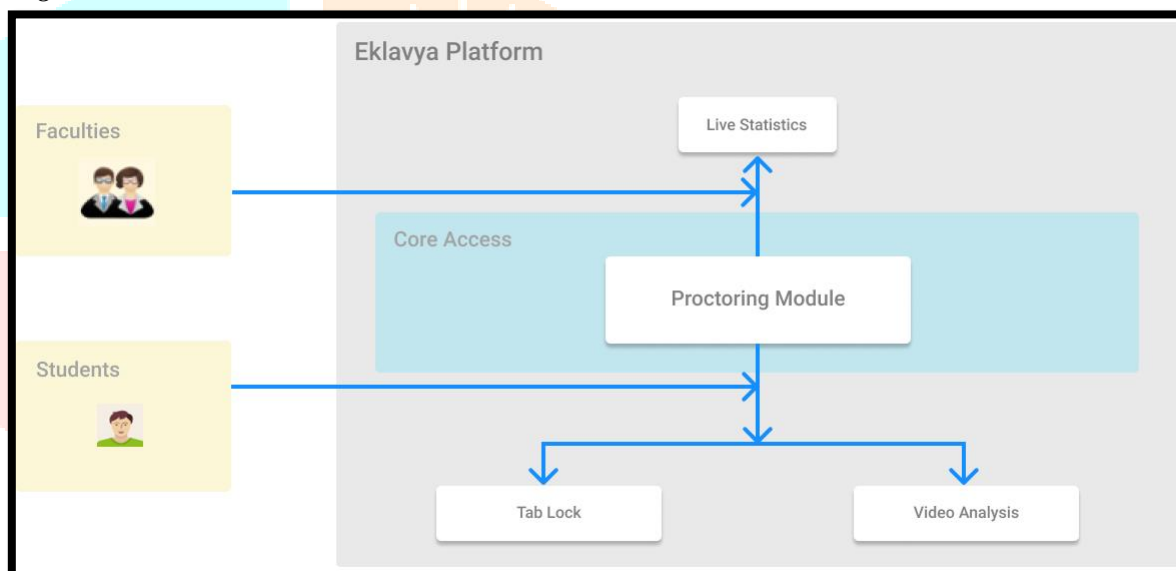 Eklavya Platform
Live Statistics
Faculties
Core Access
Proctoring Module
Students
Tab Lock
Video Analysis